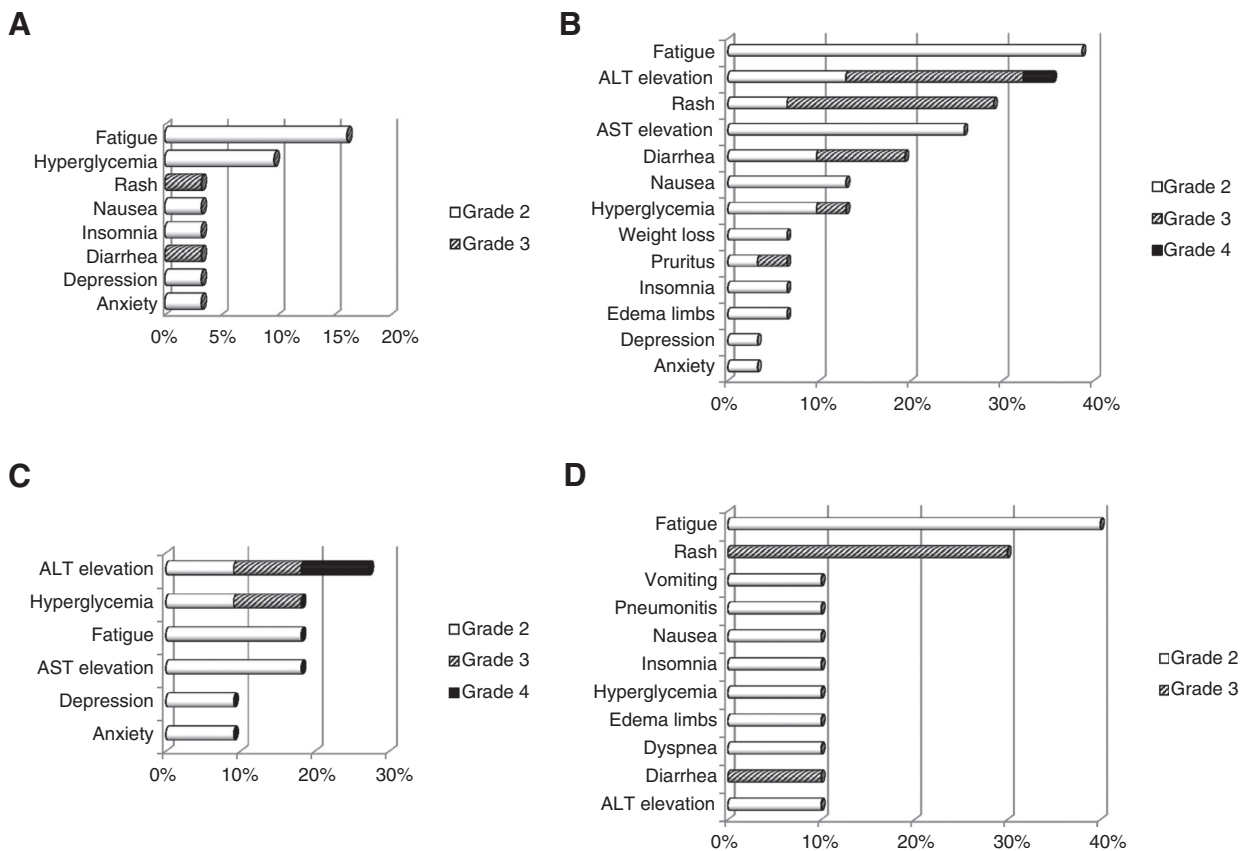 A
Fatigue
Hyperglycemia
Rash
Nausea
Insomnia
Diarrhea
Depression
Anxiety
0% 5% 10% 15% 20%
Grade 2
Grade 3
B
Fatigue
ALT elevation
Rash
AST elevation
Diarrhea
Nausea
Hyperglycemia
Weight loss
Pruritus
Insomnia
Edema limbs
Depression
Anxiety
0% 10% 20% 30% 40%
Grade 2
Grade 3
Grade 4
C
ALT elevation
Hyperglycemia
Fatigue
AST elevation
Depression
Anxiety
0% 10% 20% 30%
Grade 2
Grade 3
Grade 4
D
Fatigue
Rash
Vomiting
Pneumonitis
Nausea
Insomnia
Hyperglycemia
Edema limbs
Dyspnea
Diarrhea
ALT elevation
0% 10% 20% 30% 40%
Grade 2
Grade 3